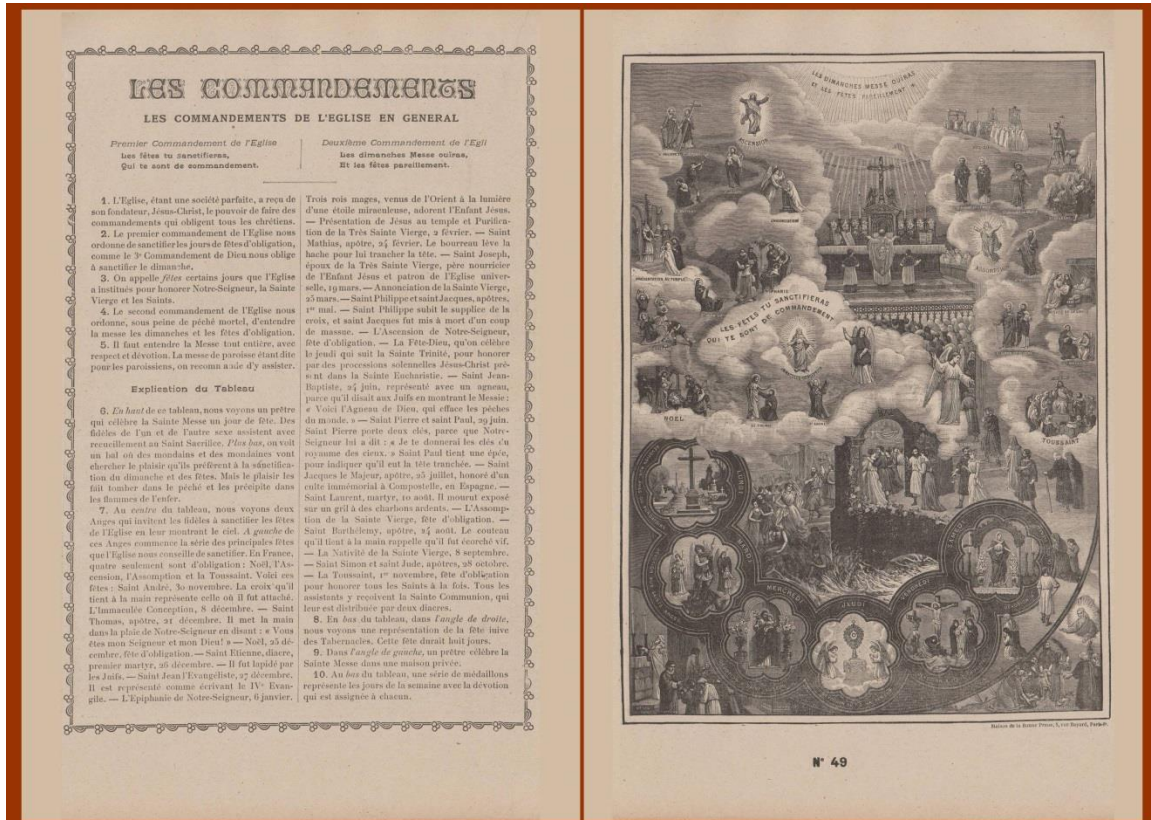 LES COMMANDEMENTS
LES COMMANDEMENTS DE L'EGLISE EN GENERAL
Premier Commandement de l'Eglise
Les fêtes tu sanctifieras,
Qui te sont de commandement.
Deuxième Commandement de l'Egli
Les dimanches Messe ouïras,
Et les fêtes pareillement.
1. L'Eglise, étant une société parfaite, a reçu de
son fondateur, Jésus-Christ, le pouvoir de faire des
commandements qui obligent tous les chrétiens.
2. Le premier commandement de l'Eglise nous
ordonne de sanctifier les jours de fêtes d'obligation,
comme le 3e Commandement de Dieu nous oblige
à sanctifier le dimanche.
3. On appelle fêtes certains jours que l'Eglise
a institués pour honorer Notre-Seigneur, la Sainte
Vierge et les Saints.
4. Le second commandement de l'Eglise nous
ordonne, sous peine de péché mortel, d'entendre
la messe les dimanches et les fêtes d'obligation.
5. Il faut entendre la Messe tout entière, avec
respect et dévotion. La messe de paroisse étant dite
pour les paroissiens, on recommande d'y assister.
Explication du Tableau
6. En haut de ce tableau, nous voyons un prêtre
qui célèbre la Sainte Messe un jour de fête. Des
fidèles de l'un et de l'autre sexe assistent avec
recueillement au Saint Sacrifice. Plus bas, on voit
un bal où des mondains et des mondaines vont
chercher le plaisir qu'ils préfèrent à la sanctifica-
tion du dimanche et des fêtes. Mais le plaisir les
fait tomber dans le péché et les précipite dans
les flammes de l'enfer.
7. Au centre du tableau, nous voyons deux
Anges qui invitent les fidèles à sanctifier les fêtes
de l'Eglise en leur montrant le ciel. A gauche de
ces Anges commence la série des principales fêtes
que l'Eglise nous conseille de sanctifier. En France,
quatre seulement sont d'obligation : Noël, l'As-
cension, l'Assomption et la Toussaint. Voici ces
fêtes : Saint André, 30 novembre. La croix qu'il
tient à la main représente celle où il fut attaché.
L'Immaculée Conception, 8 décembre. — Saint
Thomas, apôtre, 21 décembre. Il met la main
dans la plaie de Notre-Seigneur en disant : « Vous
êtes mon Seigneur et mon Dieu! » — Noël, 25 dé-
cembre, fête d'obligation. — Saint Etienne, diacre,
premier martyr, 26 décembre. — Il fut lapidé par
les Juifs. — Saint Jean l'Evangéliste, 27 décembre.
Il est représenté comme écrivant le IVe Evan-
gile. — L'Epiphanie de Notre-Seigneur, 6 janvier.
Trois rois mages, venus de l'Orient à la lumière
d'une étoile miraculeuse, adorent l'Enfant Jésus.
— Présentation de Jésus au temple et Purifica-
tion de la Très Sainte Vierge, 2 février. — Saint
Mathias, apôtre, 24 février. Le bourreau lève la
hache pour lui trancher la tête. — Saint Joseph,
époux de la Très Sainte Vierge, père nourricier
de l'Enfant Jésus et patron de l'Eglise univer-
selle, 19 mars. — Annonciation de la Sainte Vierge,
25 mars. — Saint Philippe et saint Jacques, apôtres,
1er mai. — Saint Philippe subit le supplice de la
croix, et saint Jacques fut mis à mort d'un coup
de massue. — L'Ascension de Notre-Seigneur,
fête d'obligation. — La Fête-Dieu, qu'on célèbre
le jeudi qui suit la Sainte Trinité, pour honorer
par des processions solennelles Jésus-Christ pré-
sent dans la Sainte Eucharistie. — Saint Jean-
Baptiste, 24 juin, représenté avec un agneau,
parce qu'il disait aux Juifs en montrant le Messie :
« Voici l'Agneau de Dieu, qui efface les péchés
du monde. » — Saint Pierre et saint Paul, 29 juin.
Saint Pierre porte deux clés, parce que Notre-
Seigneur lui a dit : « Je te donnerai les clés du
royaume des cieux. » Saint Paul tient une épée,
pour indiquer qu'il eut la tête tranchée. — Saint
Jacques le Majeur, apôtre, 25 juillet, honoré d'un
culte immémorial à Compostelle, en Espagne. —
Saint Laurent, martyr, 10 août. Il mourut exposé
sur un gril à des charbons ardents. — L'Assomp-
tion de la Sainte Vierge, fête d'obligation. —
Saint Barthélemy, apôtre, 24 août. Le couteau
qu'il tient à la main rappelle qu'il fut écorché vif.
— La Nativité de la Sainte Vierge, 8 septembre.
— Saint Simon et saint Jude, apôtres, 28 octobre.
— La Toussaint, 1er novembre, fête d'obligation
pour honorer tous les Saints à la fois. Tous les
assistants y reçoivent la Sainte Communion, qui
leur est distribuée par deux diacres.
8. En bas du tableau, dans l'angle de droite,
nous voyons une représentation de la fête juive
des Tabernacles. Cette fête durait huit jours.
9. Dans l'angle de gauche, un prêtre célèbre la
Sainte Messe dans une maison privée.
10. Au bas du tableau, une série de médaillons
représente les jours de la semaine avec la dévotion
qui est assignée à chacun.
LES DIMANCHES MESSE OUIRAS
ET LES FÊTES PAREILLEMENT
ASCENSION
ANNONCIATION
ASSOMPTION
LES FÊTES TU SANCTIFIERAS
QUI TE SONT DE COMMANDEMENT
NOËL
TOUSSAINT
LUNDI
MARDI
MERCREDI
JEUDI
Maison de la Bonne Presse, 5, rue Bayard, Paris-8e.
N° 49